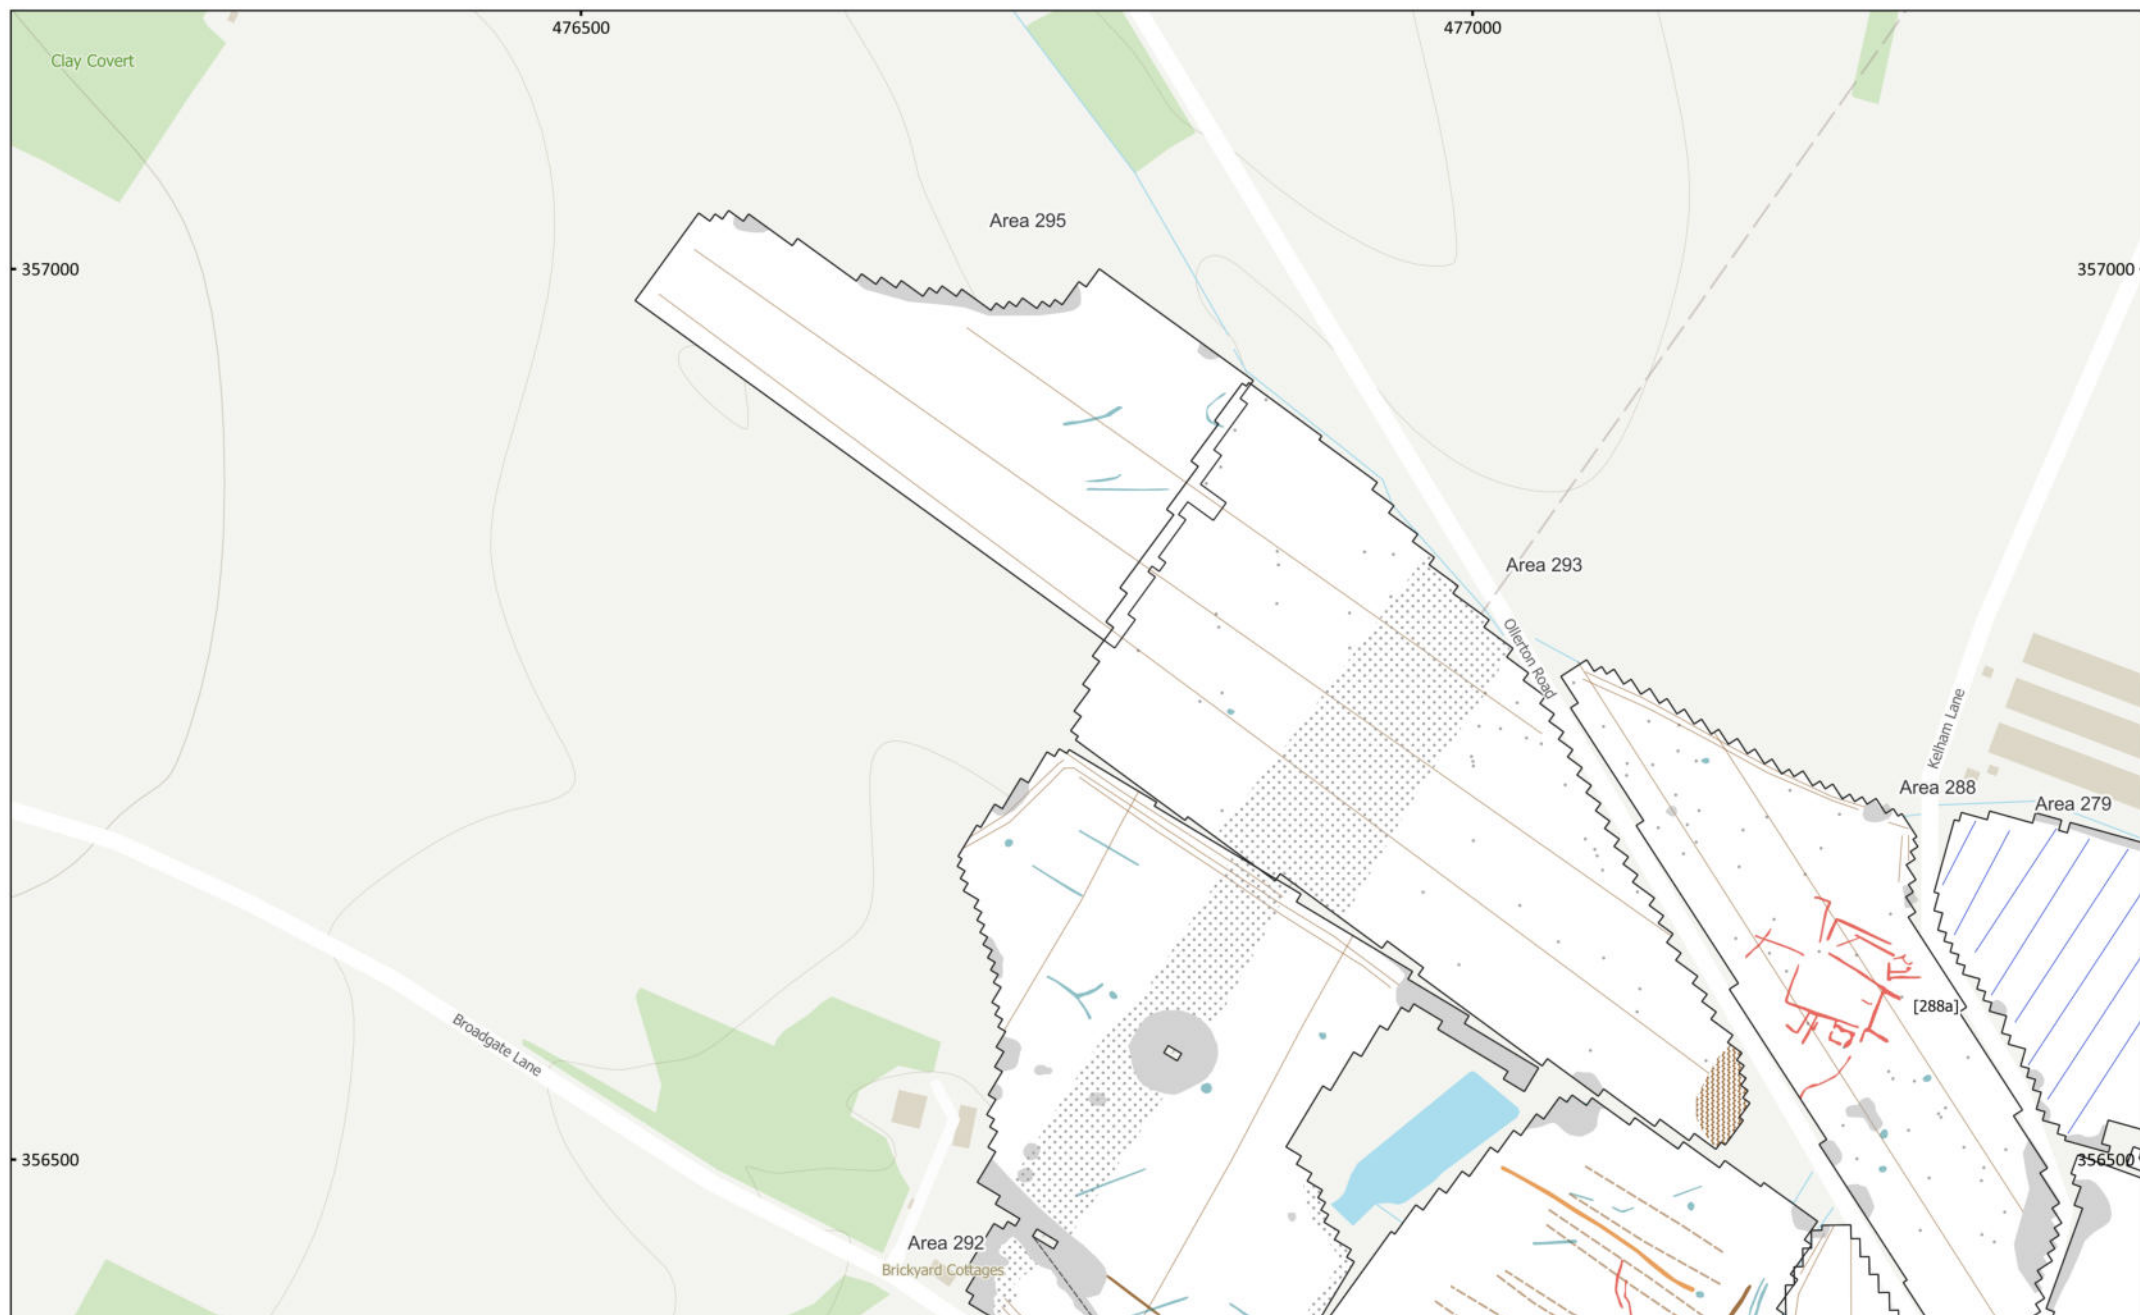 476500
477000
Clay Covert
Area 295
357000
357000
Area 293
Ollerton Road
Kelham Lane
Area 288
Area 279
[288a]
Broadgate Lane
356500
356500
Area 292
Brickyard Cottages